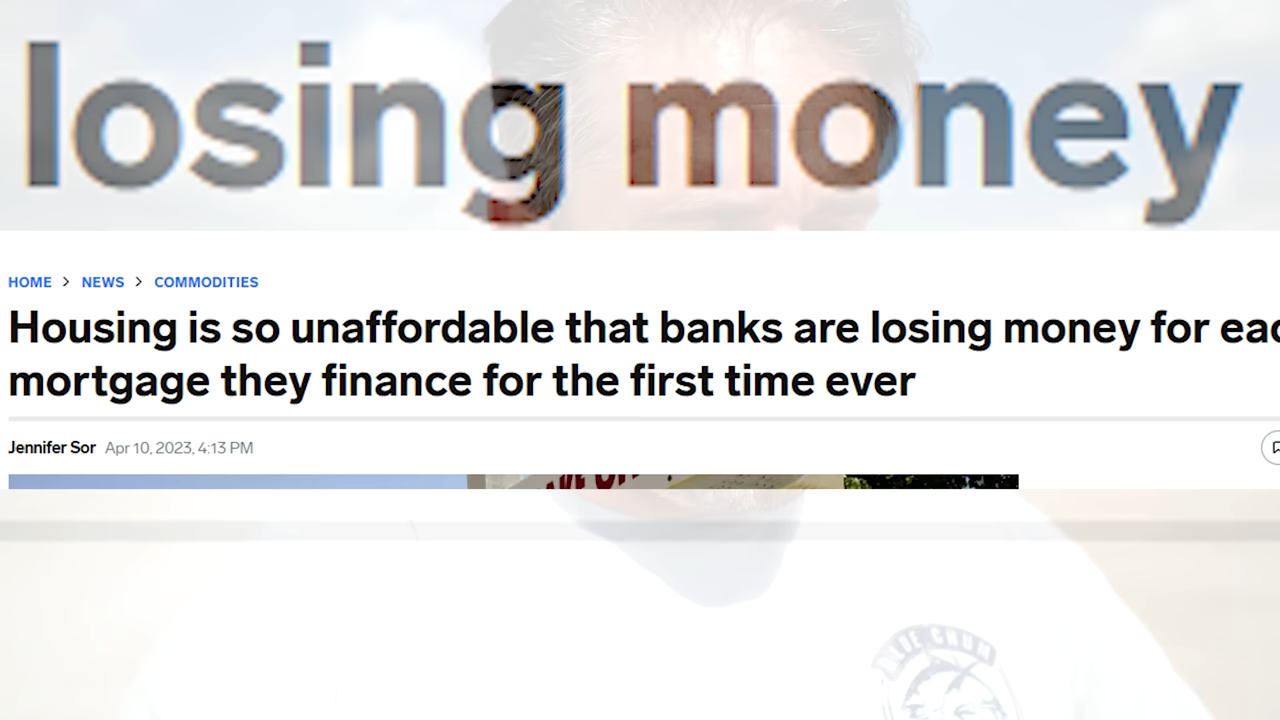 losing money
HOME > NEWS > COMMODITIES
Housing is so unaffordable that banks are losing money for eac
mortgage they finance for the first time ever
Jennifer Sor Apr 10, 2023, 4:13 PM